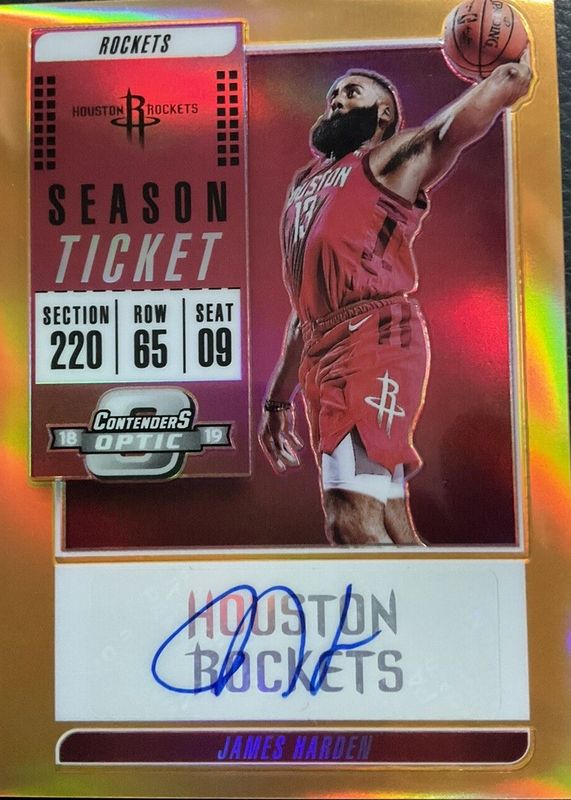 ROCKETS
HOUSTON R ROCKETS
SEASON
TICKET
SECTION ROW SEAT
220 65 09
CONTENDERS
18 OPTIC 19
SPALDING
HOUSTON
13
R
HOUSTON
ROCKETS
JAMES HARDEN